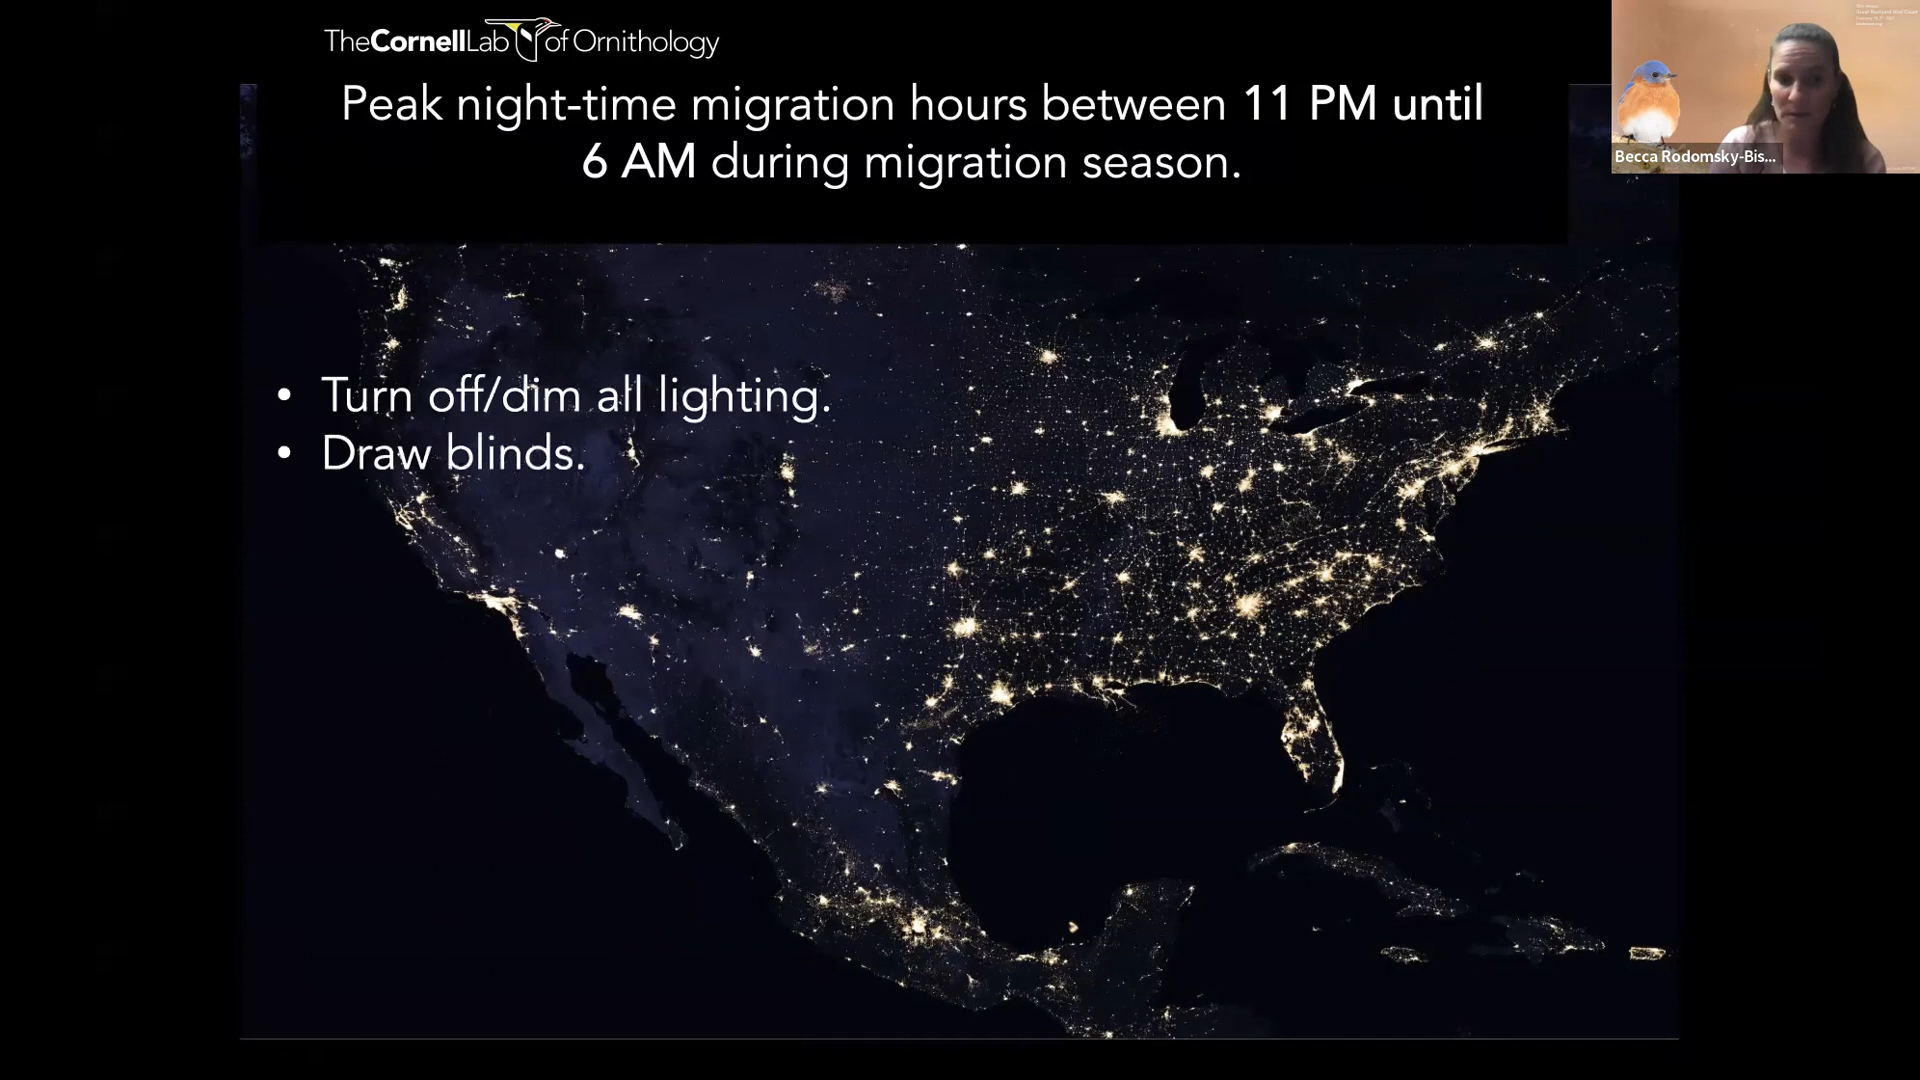 TheCornellLab of Ornithology
Peak night-time migration hours between 11 PM until
6 AM during migration season.
• Turn off/dim all lighting.
• Draw blinds.
Becca Rodomsky-Bis...